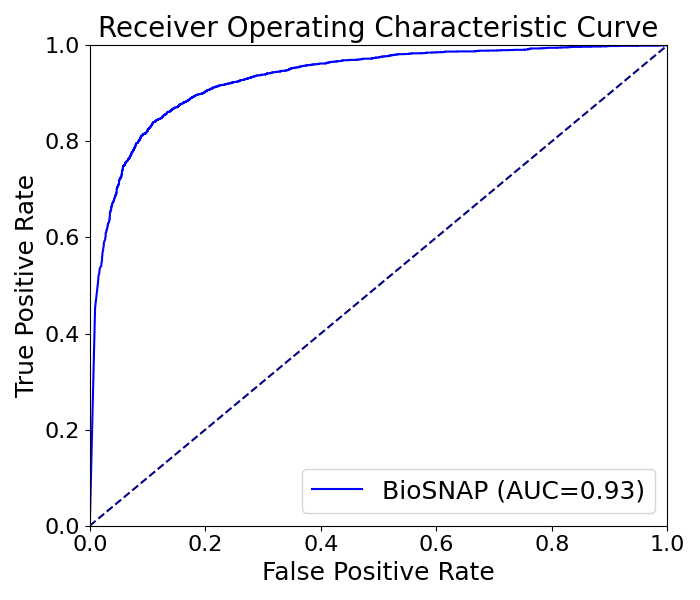 Receiver Operating Characteristic Curve
1.0
0.8
0.6
0.4
0.2
0.0
True Positive Rate
BioSNAP (AUC=0.93)
0.0 0.2 0.4 0.6 0.8 1.0
False Positive Rate